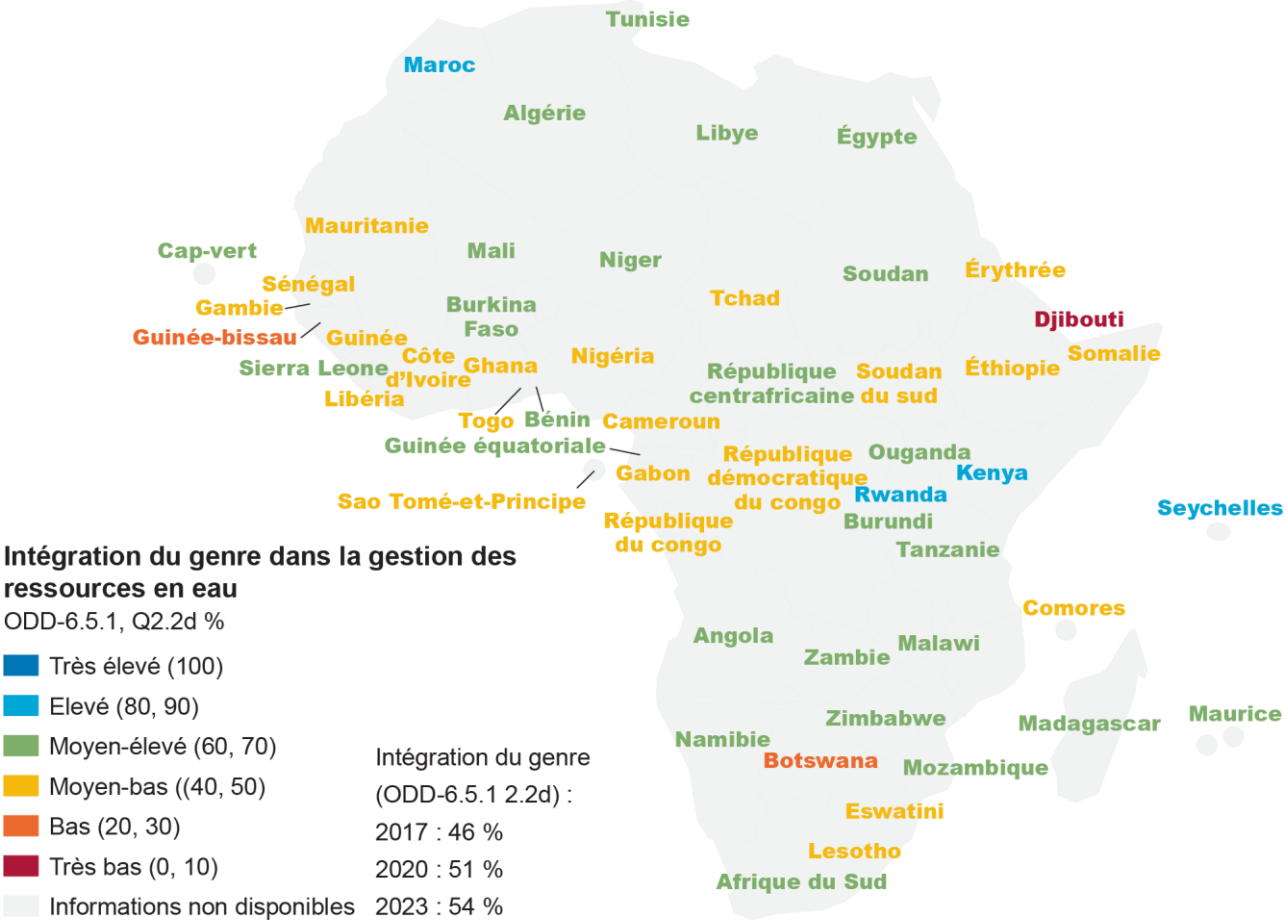 Tunisie
Maroc
Algérie
Libye
Égypte
Mauritanie
Cap-vert
Mali
Niger
Soudan
Érythrée
Sénégal
Gambie
Tchad
Burkina
Faso
Djibouti
Guinée-bissau
Guinée
Sierra Leone
Côte
d'Ivoire
Ghana
Nigéria
République
centrafricaine
Soudan
du sud
Éthiopie
Somalie
Libéria
Togo
Bénin
Cameroun
Guinée équatoriale
Gabon
République
démocratique
du congo
Ouganda
Kenya
Rwanda
Seychelles
Sao Tomé-et-Principe
République
du congo
Burundi
Tanzanie
Comores
Angola
Zambie
Malawi
Zimbabwe
Madagascar
Maurice
Namibie
Botswana
Mozambique
Eswatini
Lesotho
Afrique du Sud
Intégration du genre dans la gestion des
ressources en eau
ODD-6.5.1, Q2.2d %
Très élevé (100)
Elevé (80, 90)
Moyen-élevé (60, 70)
Moyen-bas ((40, 50)
Bas (20, 30)
Très bas (0, 10)
Informations non disponibles
Intégration du genre
(ODD-6.5.1 2.2d) :
2017 : 46 %
2020 : 51 %
2023 : 54 %